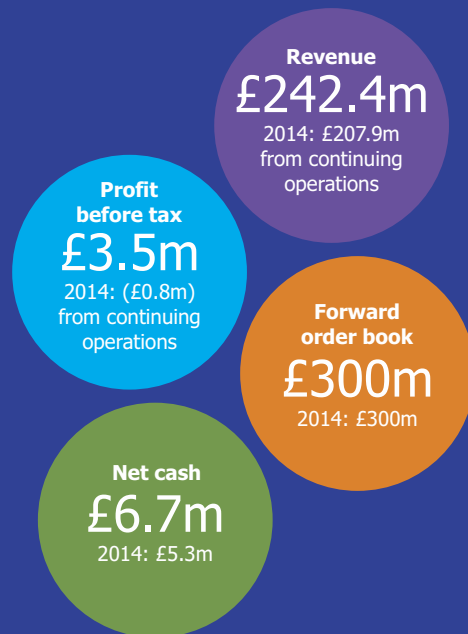 Revenue
£242.4m
2014: £207.9m
from continuing
operations
Profit
before tax
£3.5m
2014: (£0.8m)
from continuing
operations
Forward
order book
£300m
2014: £300m
Net cash
£6.7m
2014: £5.3m